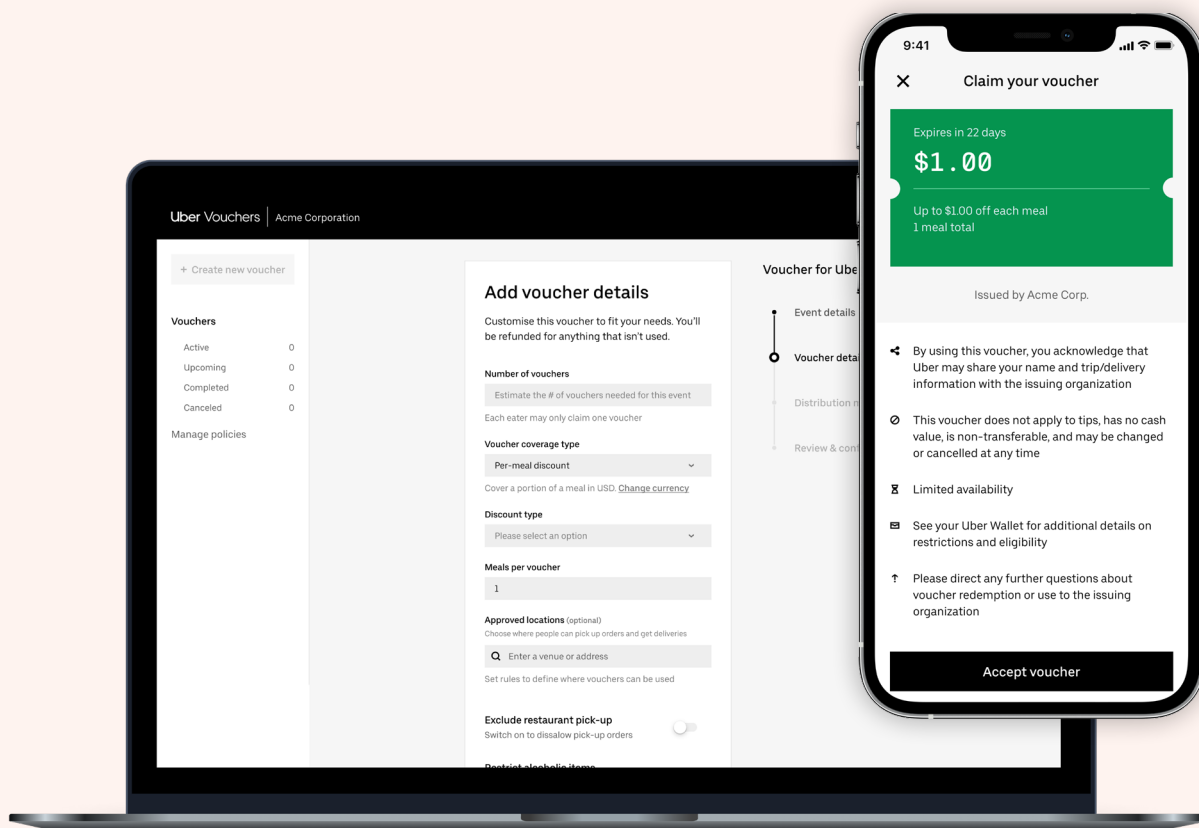 Uber Vouchers | Acme Corporation
+ Create new voucher
Vouchers
Active 0
Upcoming 0
Completed 0
Canceled 0
Manage policies
Add voucher details
Customise this voucher to fit your needs. You'll
be refunded for anything that isn't used.
Number of vouchers
Estimate the # of vouchers needed for this event
Each eater may only claim one voucher
Voucher coverage type
Per-meal discount
Cover a portion of a meal in USD. Change currency
Discount type
Please select an option
Meals per voucher
1
Approved locations (optional)
Choose where people can pick up orders and get deliveries
Enter a venue or address
Set rules to define where vouchers can be used
Exclude restaurant pick-up
Switch on to dissalow pick-up orders
Restrict alcoholic items
Voucher for Ube
Event details
Voucher detai
Distribution
Review & con
9:41
Claim your voucher
Expires in 22 days
$1.00
Up to $1.00 off each meal
1 meal total
Issued by Acme Corp.
By using this voucher, you acknowledge that
Uber may share your name and trip/delivery
information with the issuing organization
This voucher does not apply to tips, has no cash
value, is non-transferable, and may be changed
or cancelled at any time
Limited availability
See your Uber Wallet for additional details on
restrictions and eligibility
Please direct any further questions about
voucher redemption or use to the issuing
organization
Accept voucher